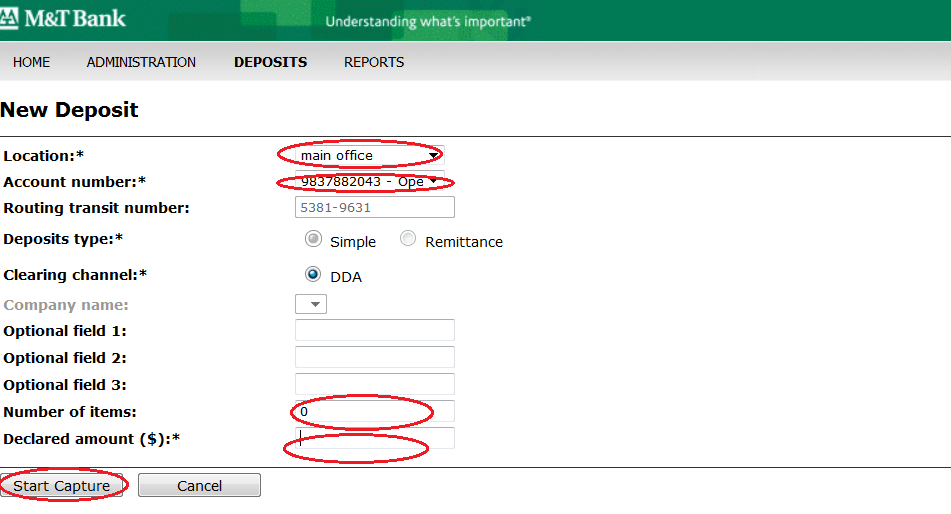 M&T Bank Understanding what's important®
HOME ADMINISTRATION DEPOSITS REPORTS
New Deposit
Location:* main office
Account number:* 9837882043 - Ope
Routing transit number: 5381-9631
Deposits type:* Simple Remittance
Clearing channel:* DDA
Company name:
Optional field 1:
Optional field 2:
Optional field 3:
Number of items: 0
Declared amount ($):*
Start Capture Cancel